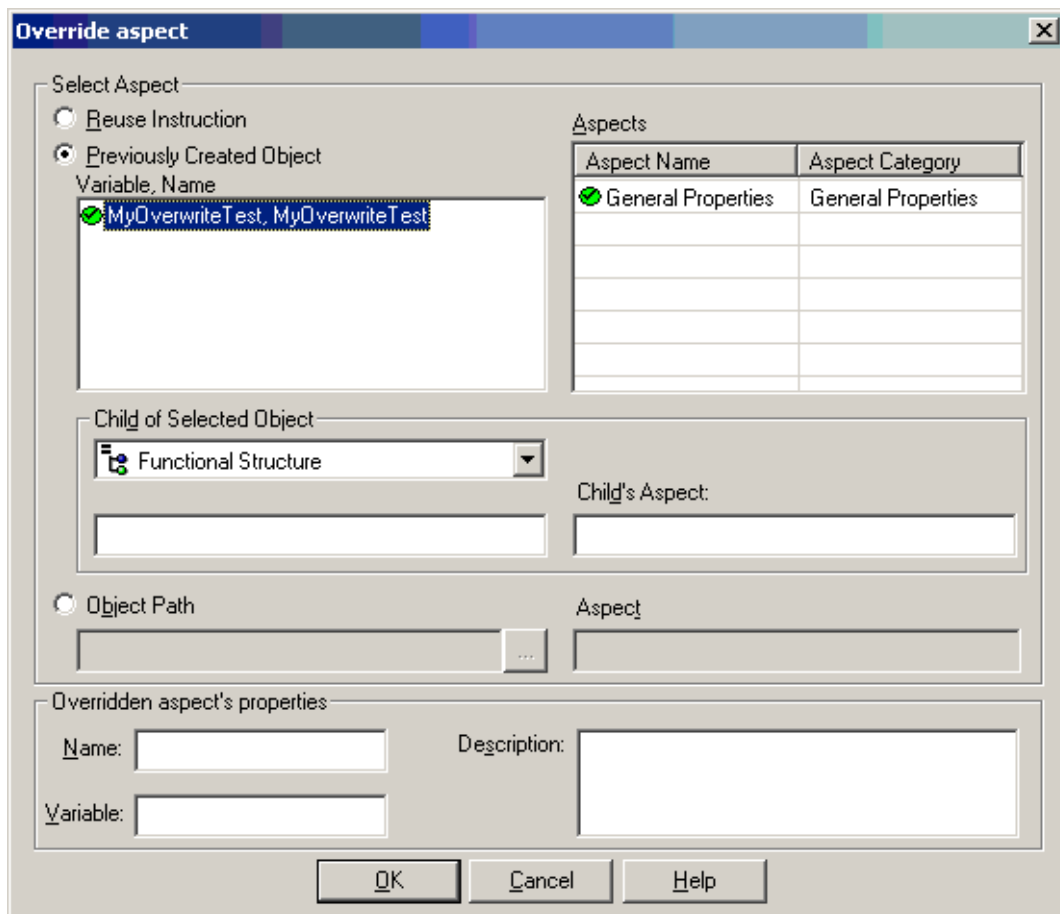 Override aspect
Select Aspect
Reuse Instruction
Previously Created Object
Variable, Name
MyOverwriteTest, MyOverwriteTest
Aspects
Aspect Name Aspect Category
General Properties General Properties
Child of Selected Object
Functional Structure
Child's Aspect:
Object Path
...
Aspect
Overridden aspect's properties
Name:
Description:
Variable:
OK Cancel Help